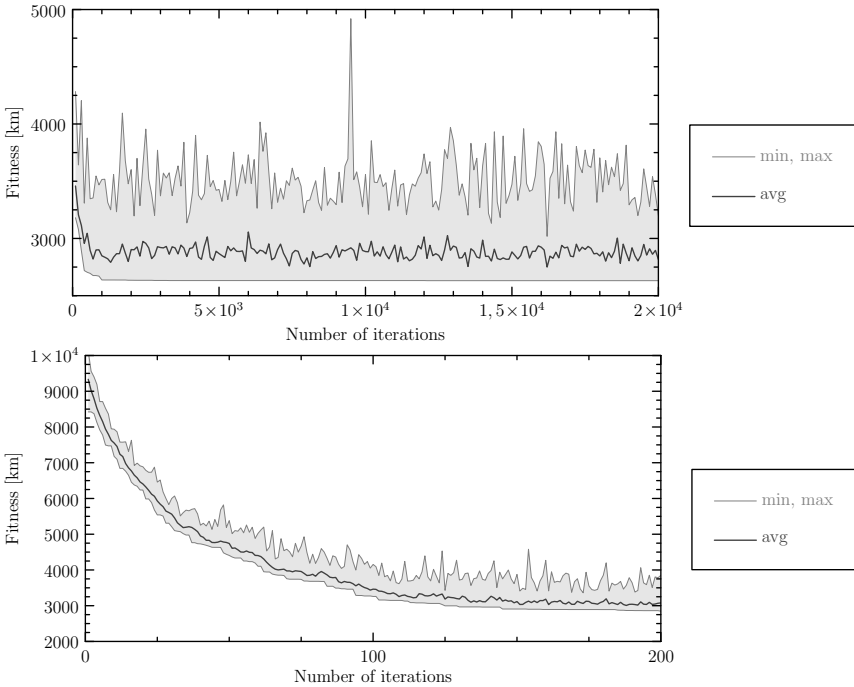 5000
4000
3000
Fitness [km]
0
5×10³
1×10⁴
1,5×10⁴
2×10⁴
Number of iterations
min, max
avg
1×10⁴
9000
8000
7000
6000
5000
4000
3000
2000
Fitness [km]
0
100
200
Number of iterations
min, max
avg